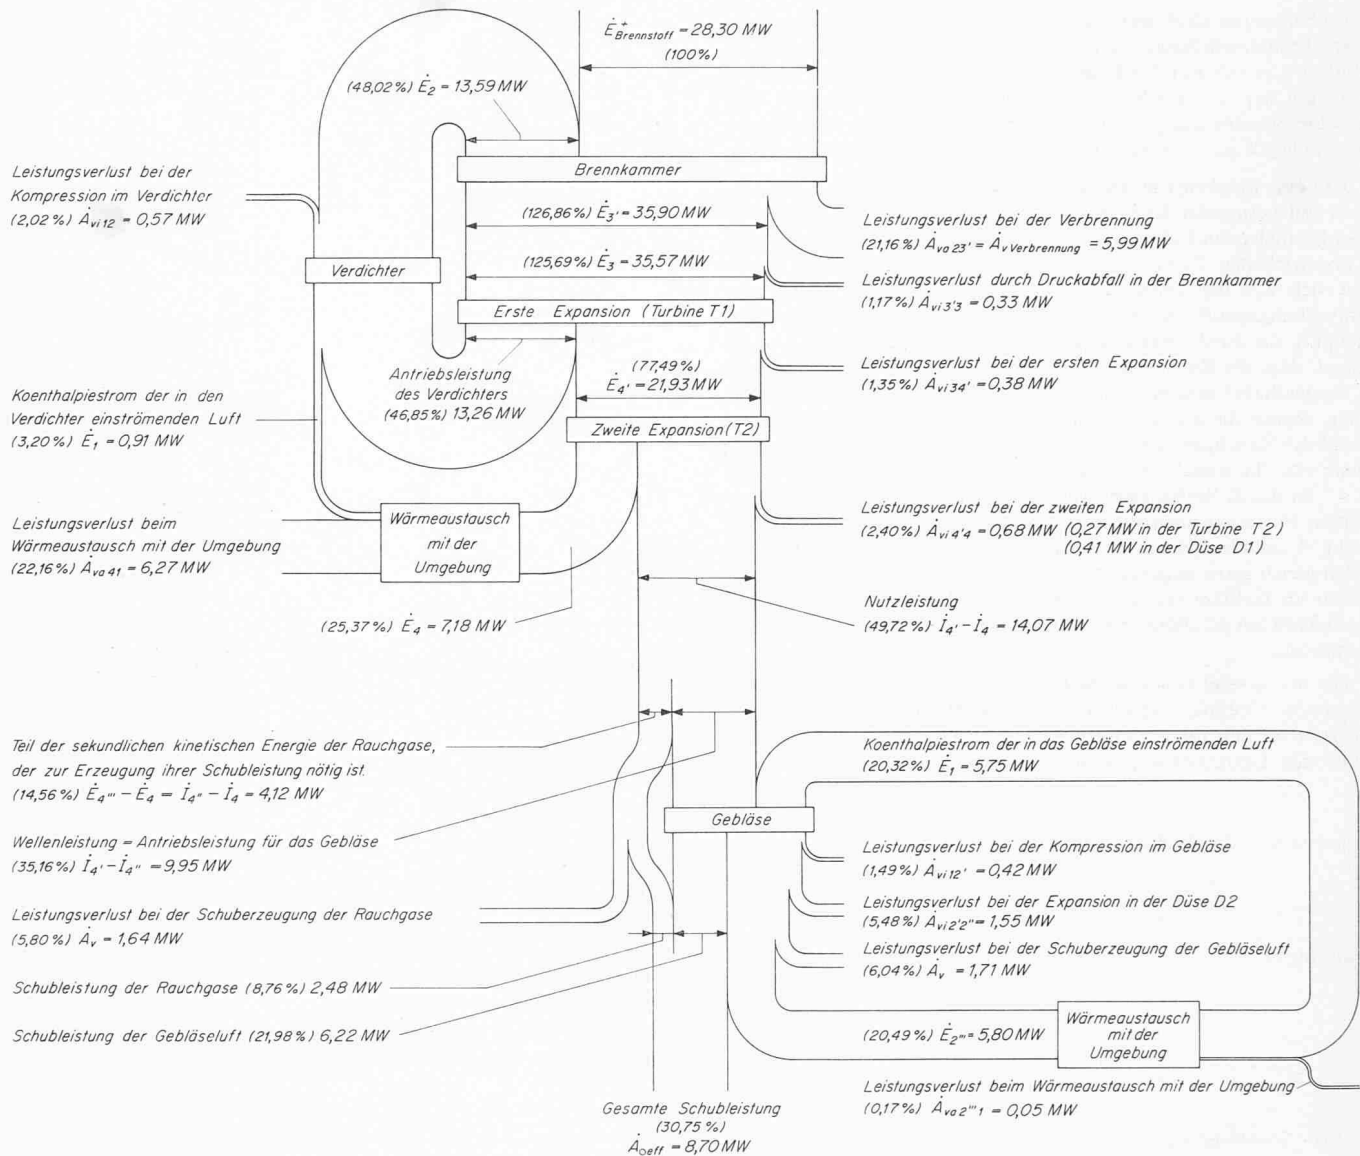 Ė⁺Brennstoff = 28,30 MW
(100%)
(48,02%) Ė₂ = 13,59 MW
Brennkammer
Leistungsverlust bei der
Kompression im Verdichter
(2,02%) Ȧvi12 = 0,57 MW
(126,86%) Ė3' = 35,90 MW
Leistungsverlust bei der Verbrennung
(21,16%) Ȧva23' = Ȧv Verbrennung = 5,99 MW
Verdichter
(125,69%) Ė₃ = 35,57 MW
Leistungsverlust durch Druckabfall in der Brennkammer
(1,17%) Ȧvi3'3 = 0,33 MW
Erste Expansion (Turbine T1)
Antriebsleistung
des Verdichters
(46,85%) 13,26 MW
(77,49%)
Ė4' = 21,93 MW
Leistungsverlust bei der ersten Expansion
(1,35%) Ȧvi34' = 0,38 MW
Koenthalpiestrom der in den
Verdichter einströmenden Luft
(3,20%) Ė₁ = 0,91 MW
Zweite Expansion (T2)
Leistungsverlust beim
Wärmeaustausch mit der Umgebung
(22,16%) Ȧva41 = 6,27 MW
Wärmeaustausch
mit der
Umgebung
Leistungsverlust bei der zweiten Expansion
(2,40%) Ȧvi4'4 = 0,68 MW (0,27 MW in der Turbine T2)
(0,41 MW in der Düse D1)
(25,37%) Ė₄ = 7,18 MW
Nutzleistung
(49,72%) İ4' - İ4 = 14,07 MW
Teil der sekundlichen kinetischen Energie der Rauchgase,
der zur Erzeugung ihrer Schubleistung nötig ist.
(14,56%) Ė4''' - Ė4 = İ4'' - İ4 = 4,12 MW
Koenthalpiestrom der in das Gebläse einströmenden Luft
(20,32%) Ė₁ = 5,75 MW
Gebläse
Wellenleistung = Antriebsleistung für das Gebläse
(35,16%) İ4' - İ4'' = 9,95 MW
Leistungsverlust bei der Kompression im Gebläse
(1,49%) Ȧvi12' = 0,42 MW
Leistungsverlust bei der Schuberzeugung der Rauchgase
(5,80%) Ȧv = 1,64 MW
Leistungsverlust bei der Expansion in der Düse D2
(5,48%) Ȧvi2'2'' = 1,55 MW
Leistungsverlust bei der Schuberzeugung der Gebläseluft
(6,04%) Ȧv = 1,71 MW
Schubleistung der Rauchgase (8,76%) 2,48 MW
Schubleistung der Gebläseluft (21,98%) 6,22 MW
(20,49%) Ė2''' = 5,80 MW
Wärmeaustausch
mit der
Umgebung
Leistungsverlust beim Wärmeaustausch mit der Umgebung
(0,17%) Ȧva2'''1 = 0,05 MW
Gesamte Schubleistung
(30,75%)
Ȧ0eff = 8,70 MW